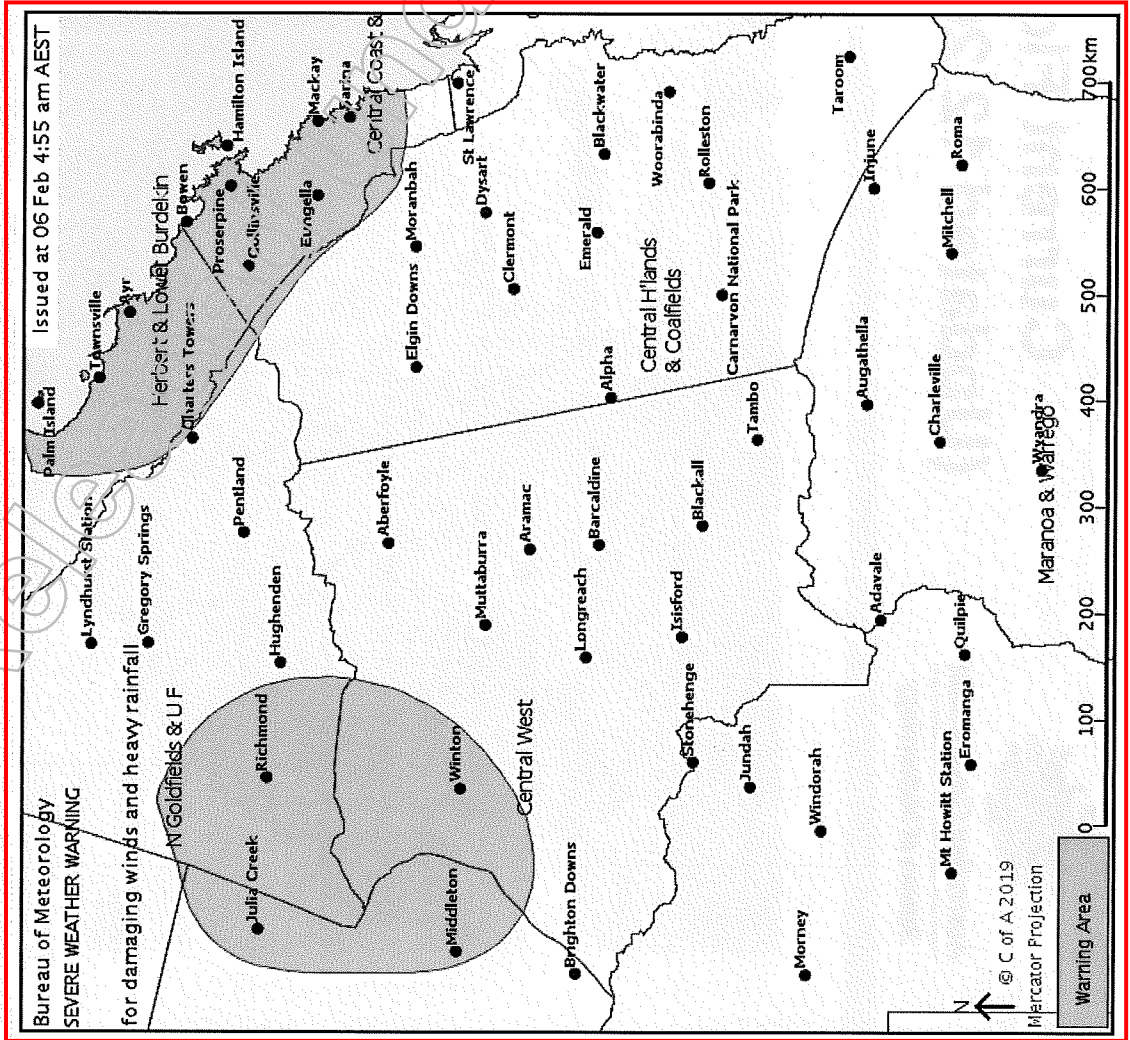 Bureau of Meteorology
SEVERE WEATHER WARNING
for damaging winds and heavy rainfall
Issued at 06 Feb 4:55 am AEST
Palm Island
Townsville
Ayr
Lyndhurst Station
Gregory Springs
Herbert & Lower Burdekin
Charters Towers
Bowen
Hamilton Island
Proserpine
Collinsville
Pentland
N Goldfields & U F
Julia Creek
Richmond
Hughenden
Eungella
Mackay
Sarina
Central Coast &
Aberfoyle
Elgin Downs
Moranbah
St Lawrence
Middleton
Winton
Muttaburra
Dysart
Clermont
Central West
Aramac
Brighton Downs
Longreach
Barcaldine
Alpha
Emerald
Blackwater
Central H'lands
& Coalfields
Woorabinda
Isisford
Stonehenge
Blackall
Rolleston
Carnarvon National Park
Jundah
Tambo
Morney
Windorah
Taroom
Adavale
Augathella
Injune
Mt Howitt Station
Eromanga
Quilpie
Charleville
Mitchell
Roma
Wyandra
Maranoa & Warrego
N
© C of A 2019
Mercator Projection
Warning Area
0 100 200 300 400 500 600 700km